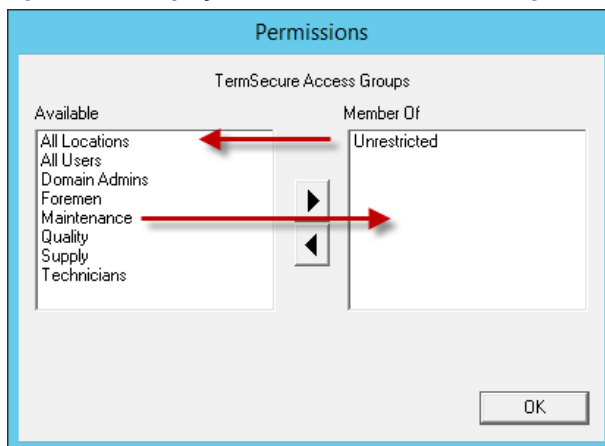 Permissions
TermSecure Access Groups
Available
Member Of
All Locations
All Users
Domain Admins
Foremen
Maintenance
Quality
Supply
Technicians
Unrestricted
OK